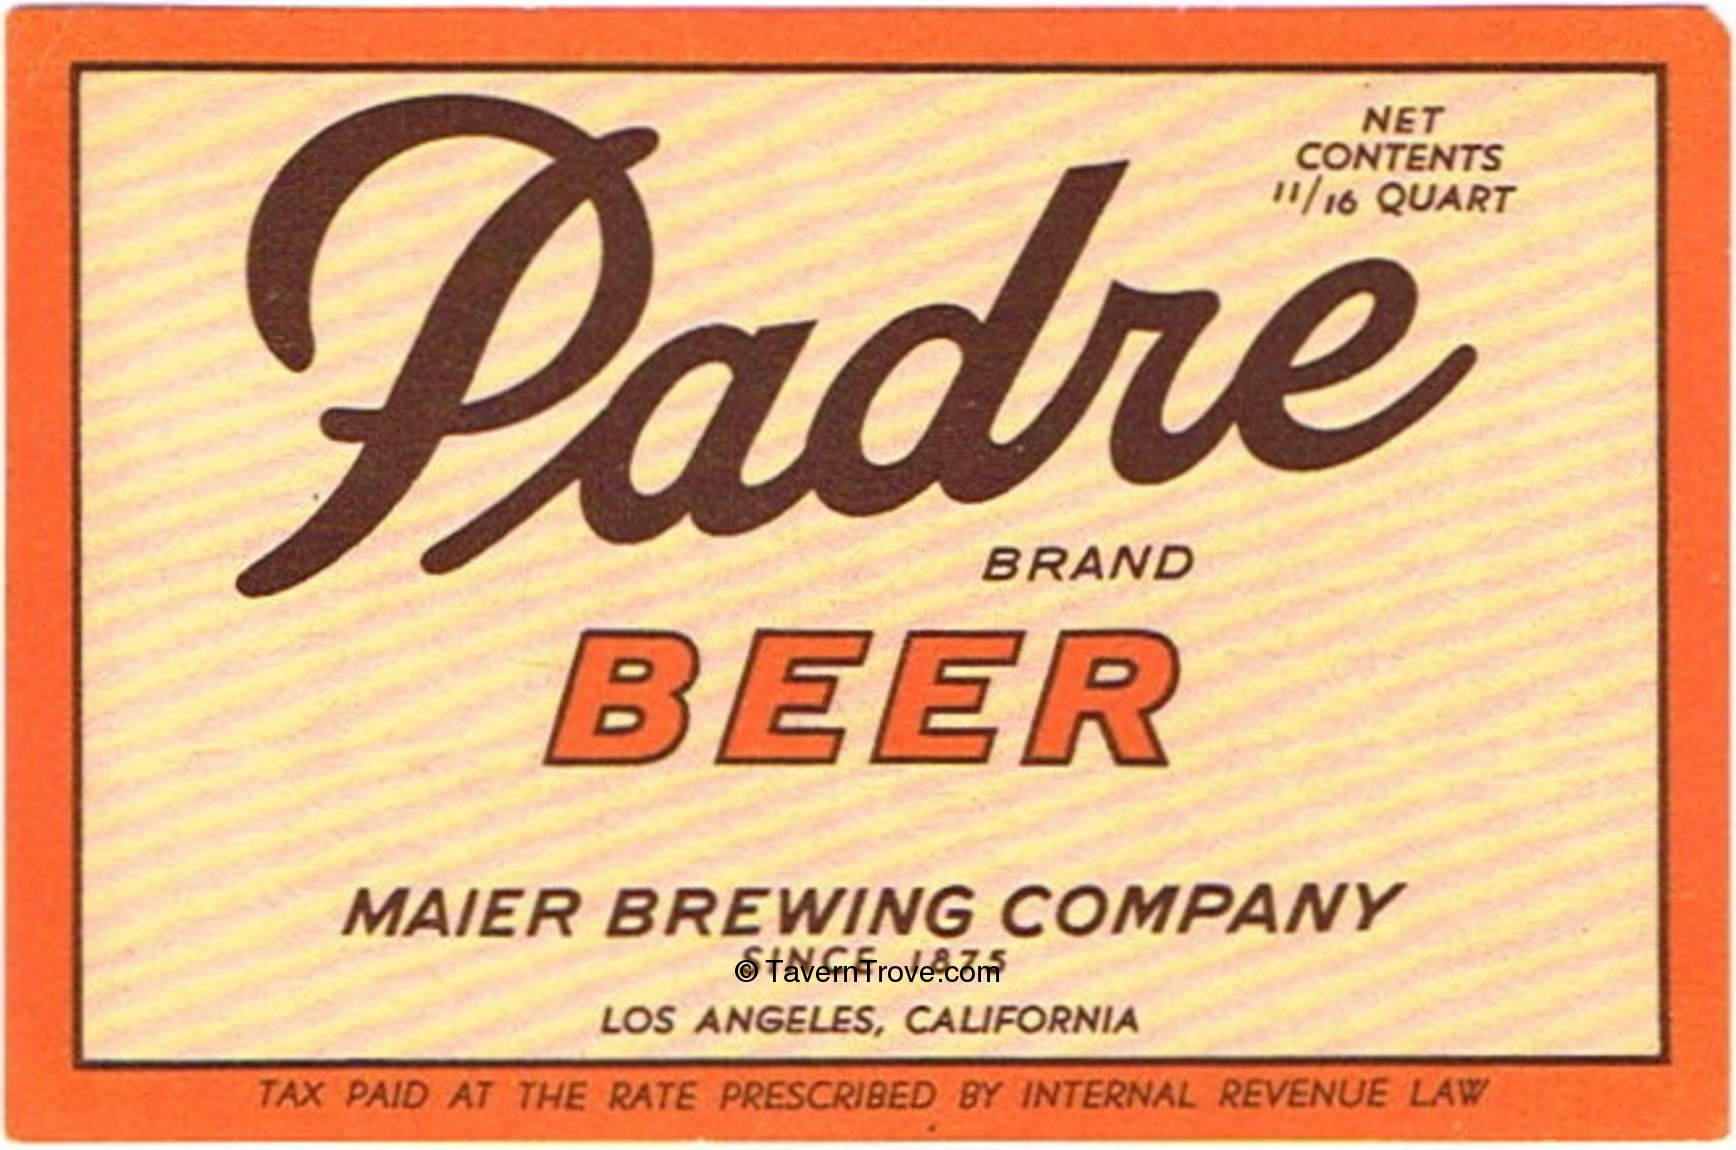 NET
CONTENTS
11/16 QUART
Padre
BRAND
BEER
MAIER BREWING COMPANY
SINCE 1875
© TavernTrove.com
LOS ANGELES, CALIFORNIA
TAX PAID AT THE RATE PRESCRIBED BY INTERNAL REVENUE LAW